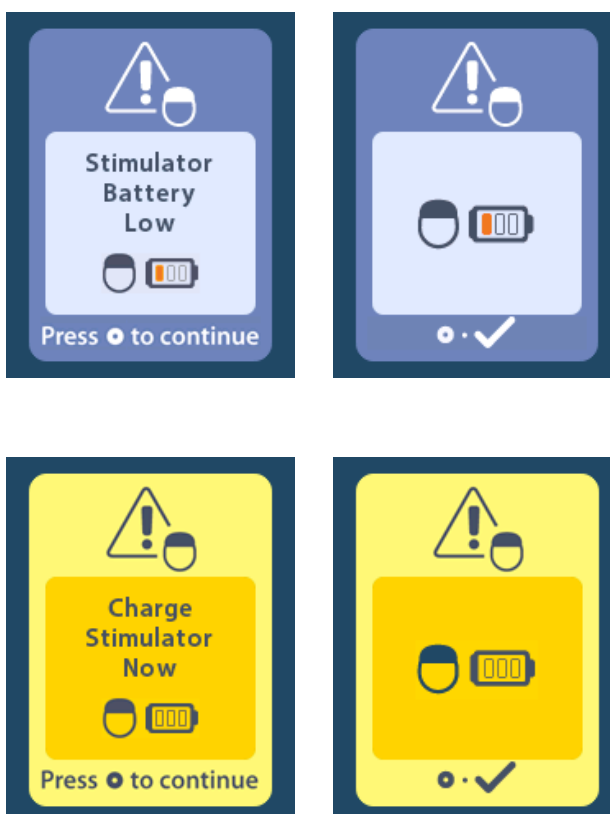 Stimulator
Battery
Low
Press to continue
Charge
Stimulator
Now
Press to continue